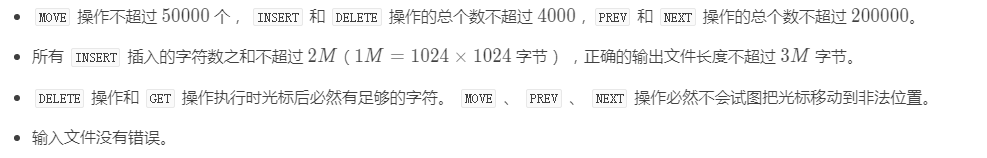 MOVE 操作不超过 50000 个， INSERT 和 DELETE 操作的总个数不超过 4000，PREV 和 NEXT 操作的总个数不超过 200000。
所有 INSERT 插入的字符数之和不超过 2M（1M = 1024 × 1024 字节），正确的输出文件长度不超过 3M 字节。
DELETE 操作和 GET 操作执行时光标后必然有足够的字符。 MOVE 、 PREV 、 NEXT 操作必然不会试图把光标移动到非法位置。
输入文件没有错误。